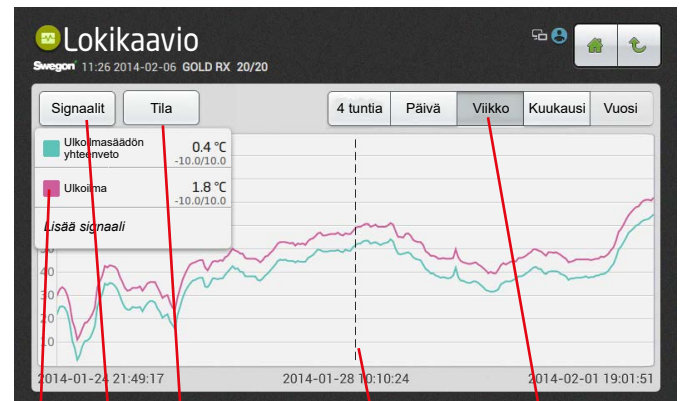 Lokikaavio
Swegon 11:26 2014-02-06 GOLD RX 20/20
Signaalit Tila 4 tuntia Päivä Viikko Kuukausi Vuosi
Ulkoilmasäädön yhteenveto 0.4 °C
-10.0/10.0
Ulkoilma 1.8 °C
-10.0/10.0
Lisää signaali
40
30
20
10
2014-01-24 21:49:17 2014-01-28 10:10:24 2014-02-01 19:01:51